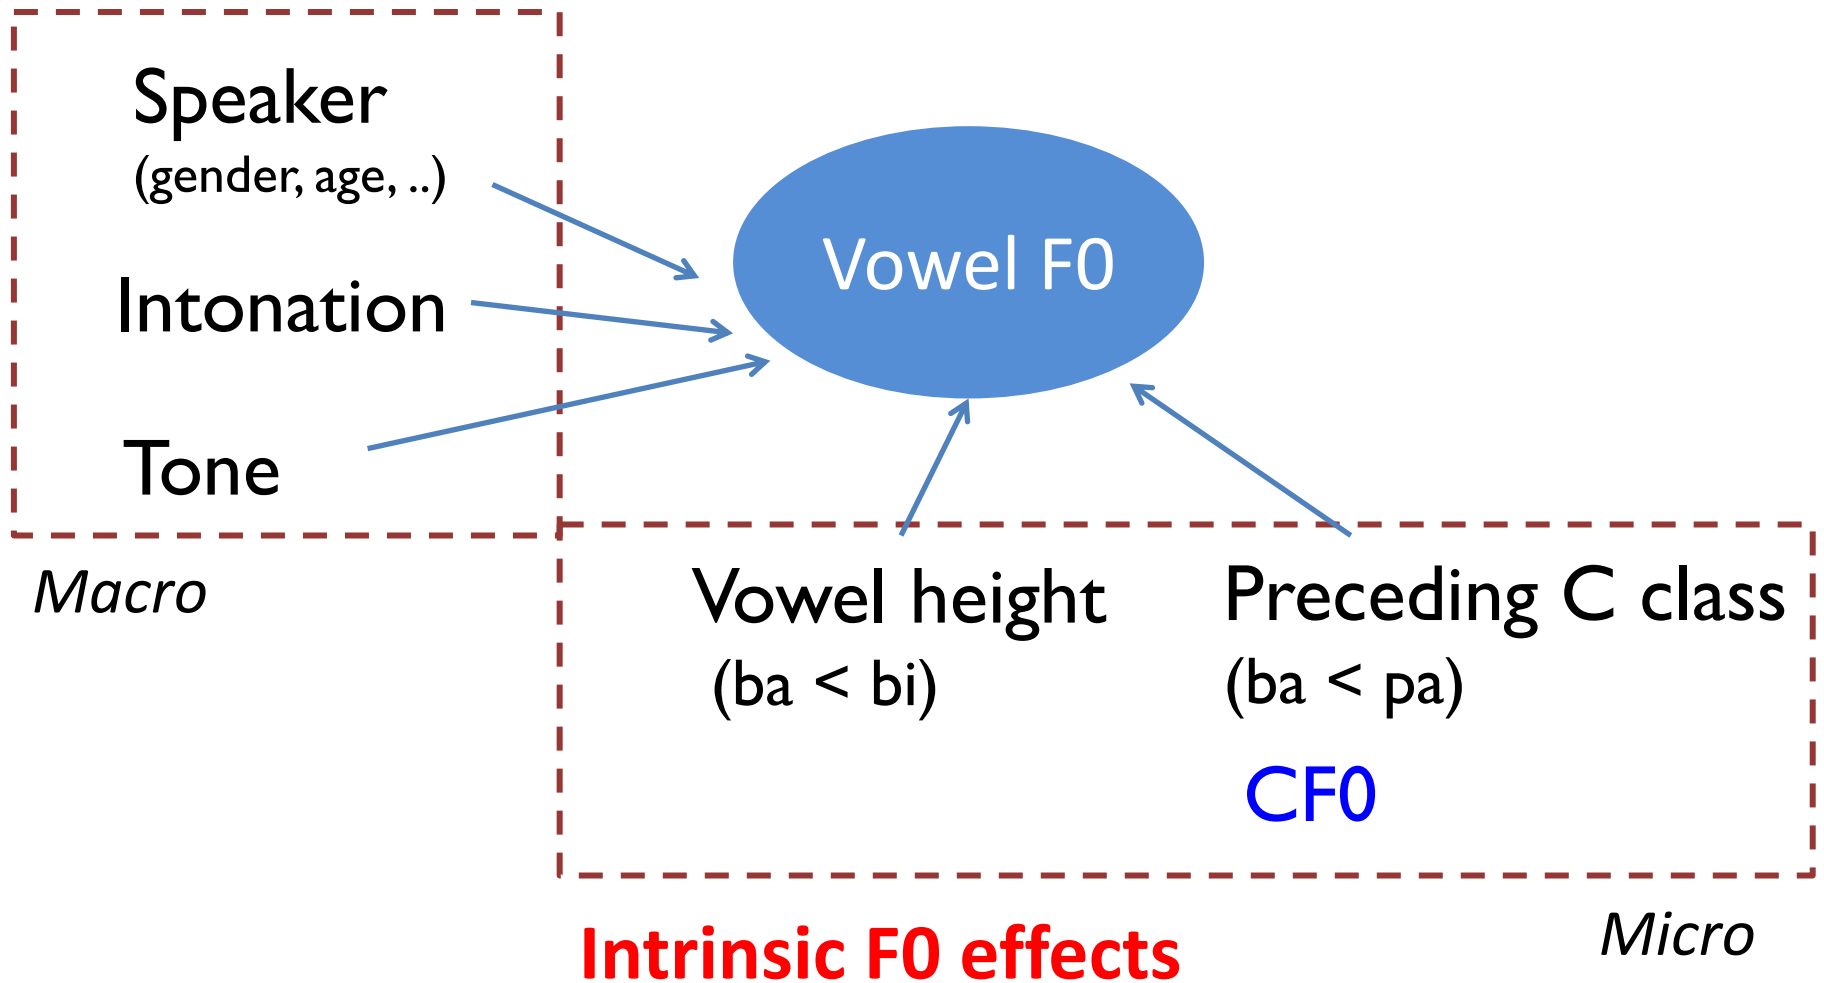 Speaker
(gender, age, ..)
Intonation
Tone
Macro
Vowel F0
Vowel height
(ba < bi)
Preceding C class
(ba < pa)
CF0
Micro
Intrinsic F0 effects